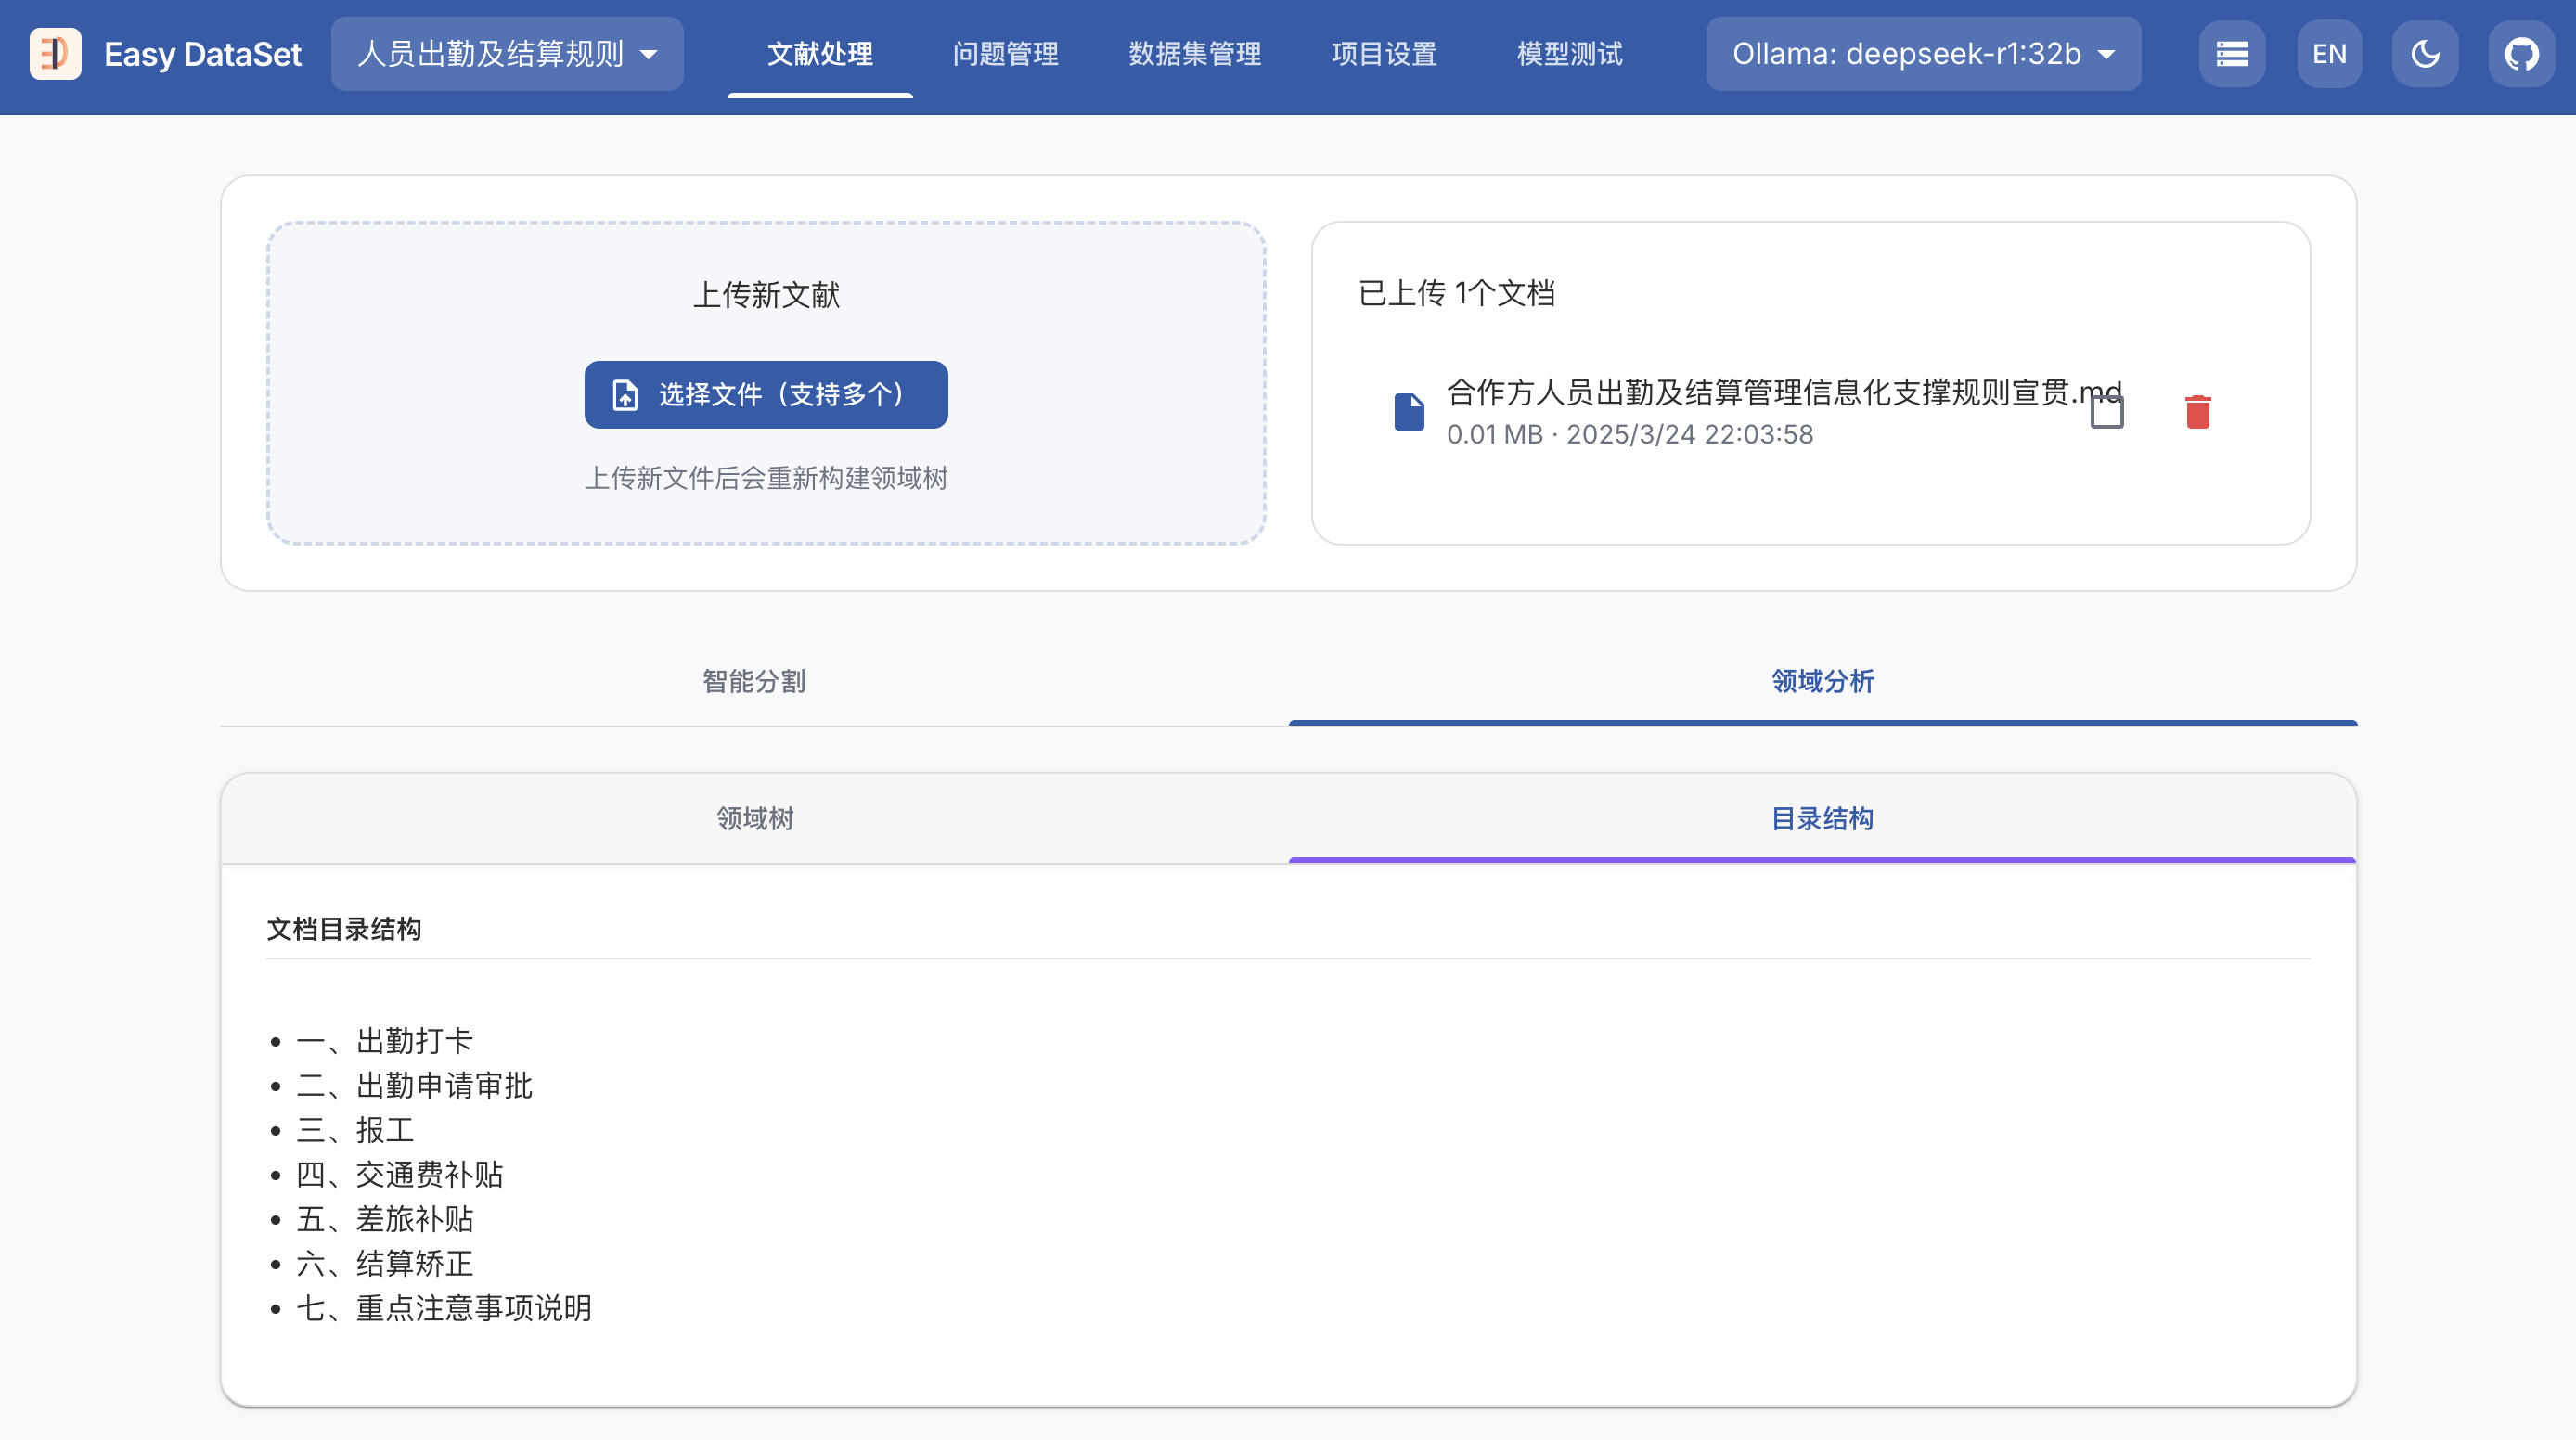 Easy DataSet
人员出勤及结算规则
文献处理
问题管理
数据集管理
项目设置
模型测试
Ollama: deepseek-r1:32b
EN
上传新文献
选择文件（支持多个）
上传新文件后会重新构建领域树
已上传 1个文档
合作方人员出勤及结算管理信息化支撑规则宣贯.md
0.01 MB · 2025/3/24 22:03:58
智能分割
领域分析
领域树
目录结构
文档目录结构
• 一、出勤打卡
• 二、出勤申请审批
• 三、报工
• 四、交通费补贴
• 五、差旅补贴
• 六、结算矫正
• 七、重点注意事项说明